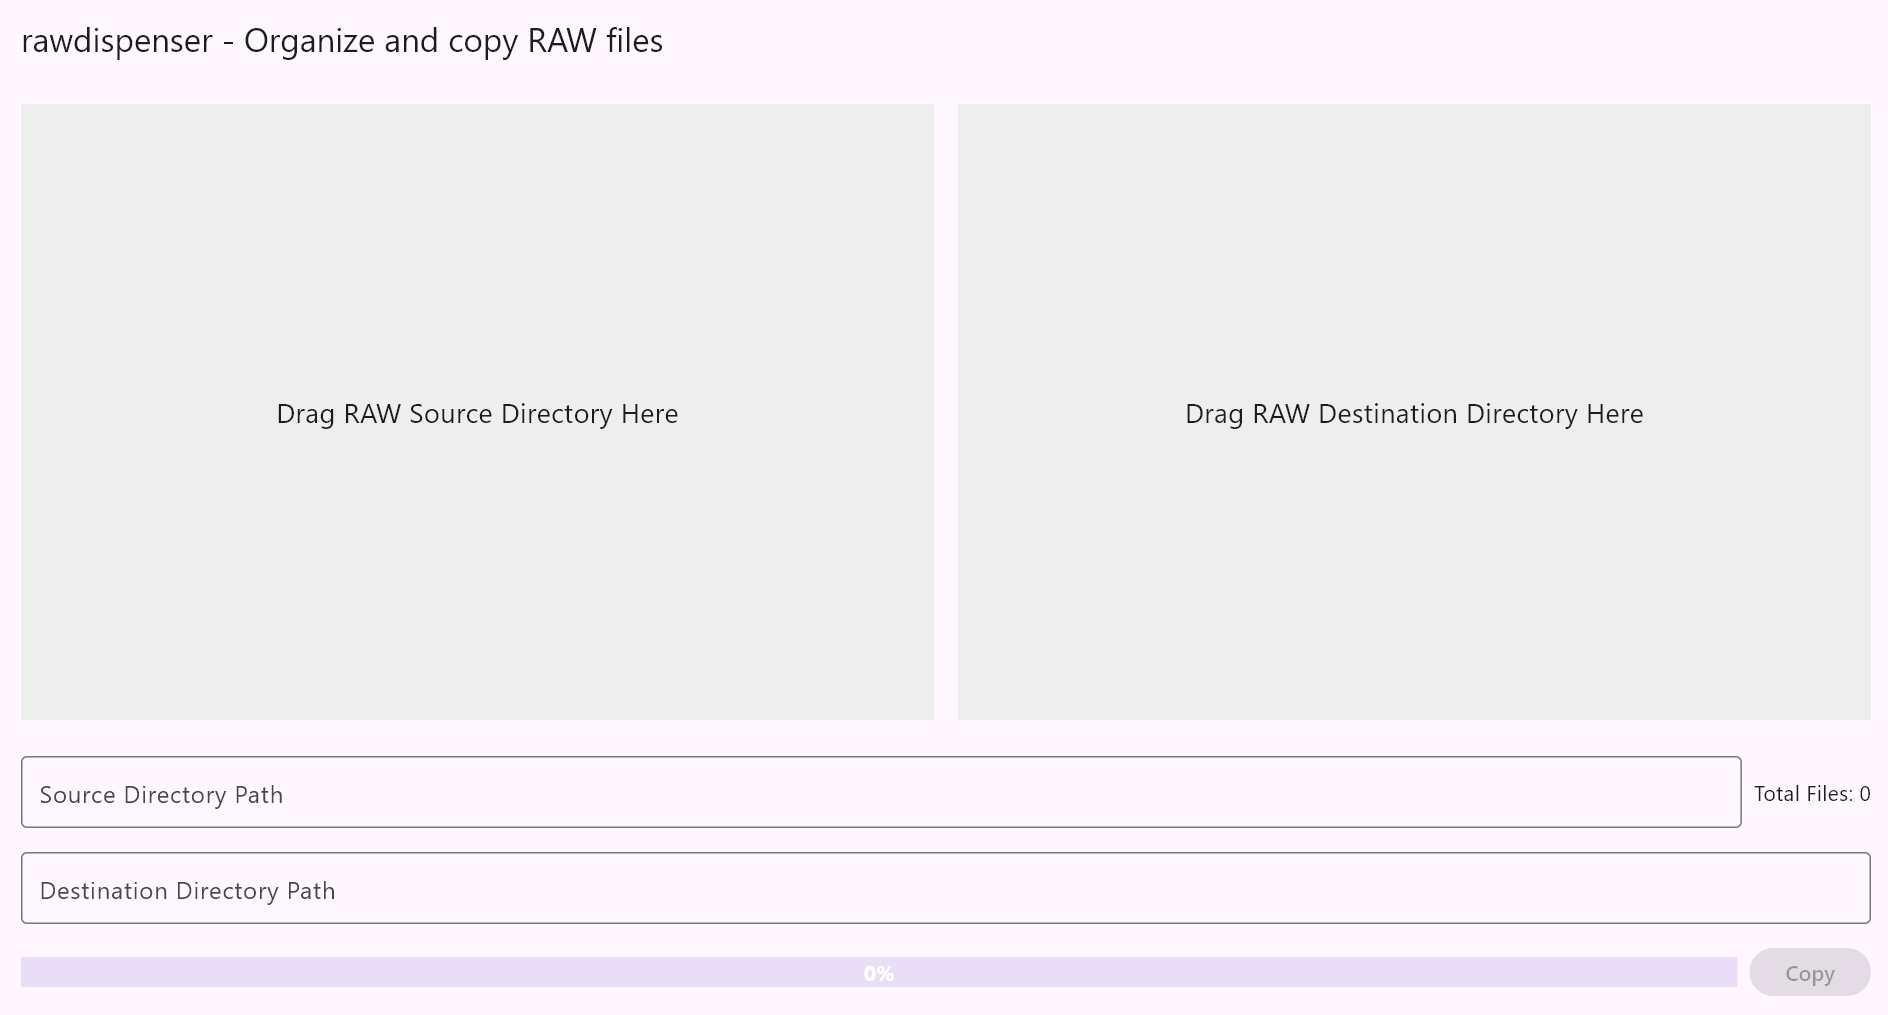 rawdispenser - Organize and copy RAW files
Drag RAW Source Directory Here
Drag RAW Destination Directory Here
Source Directory Path
Total Files: 0
Destination Directory Path
0%
Copy